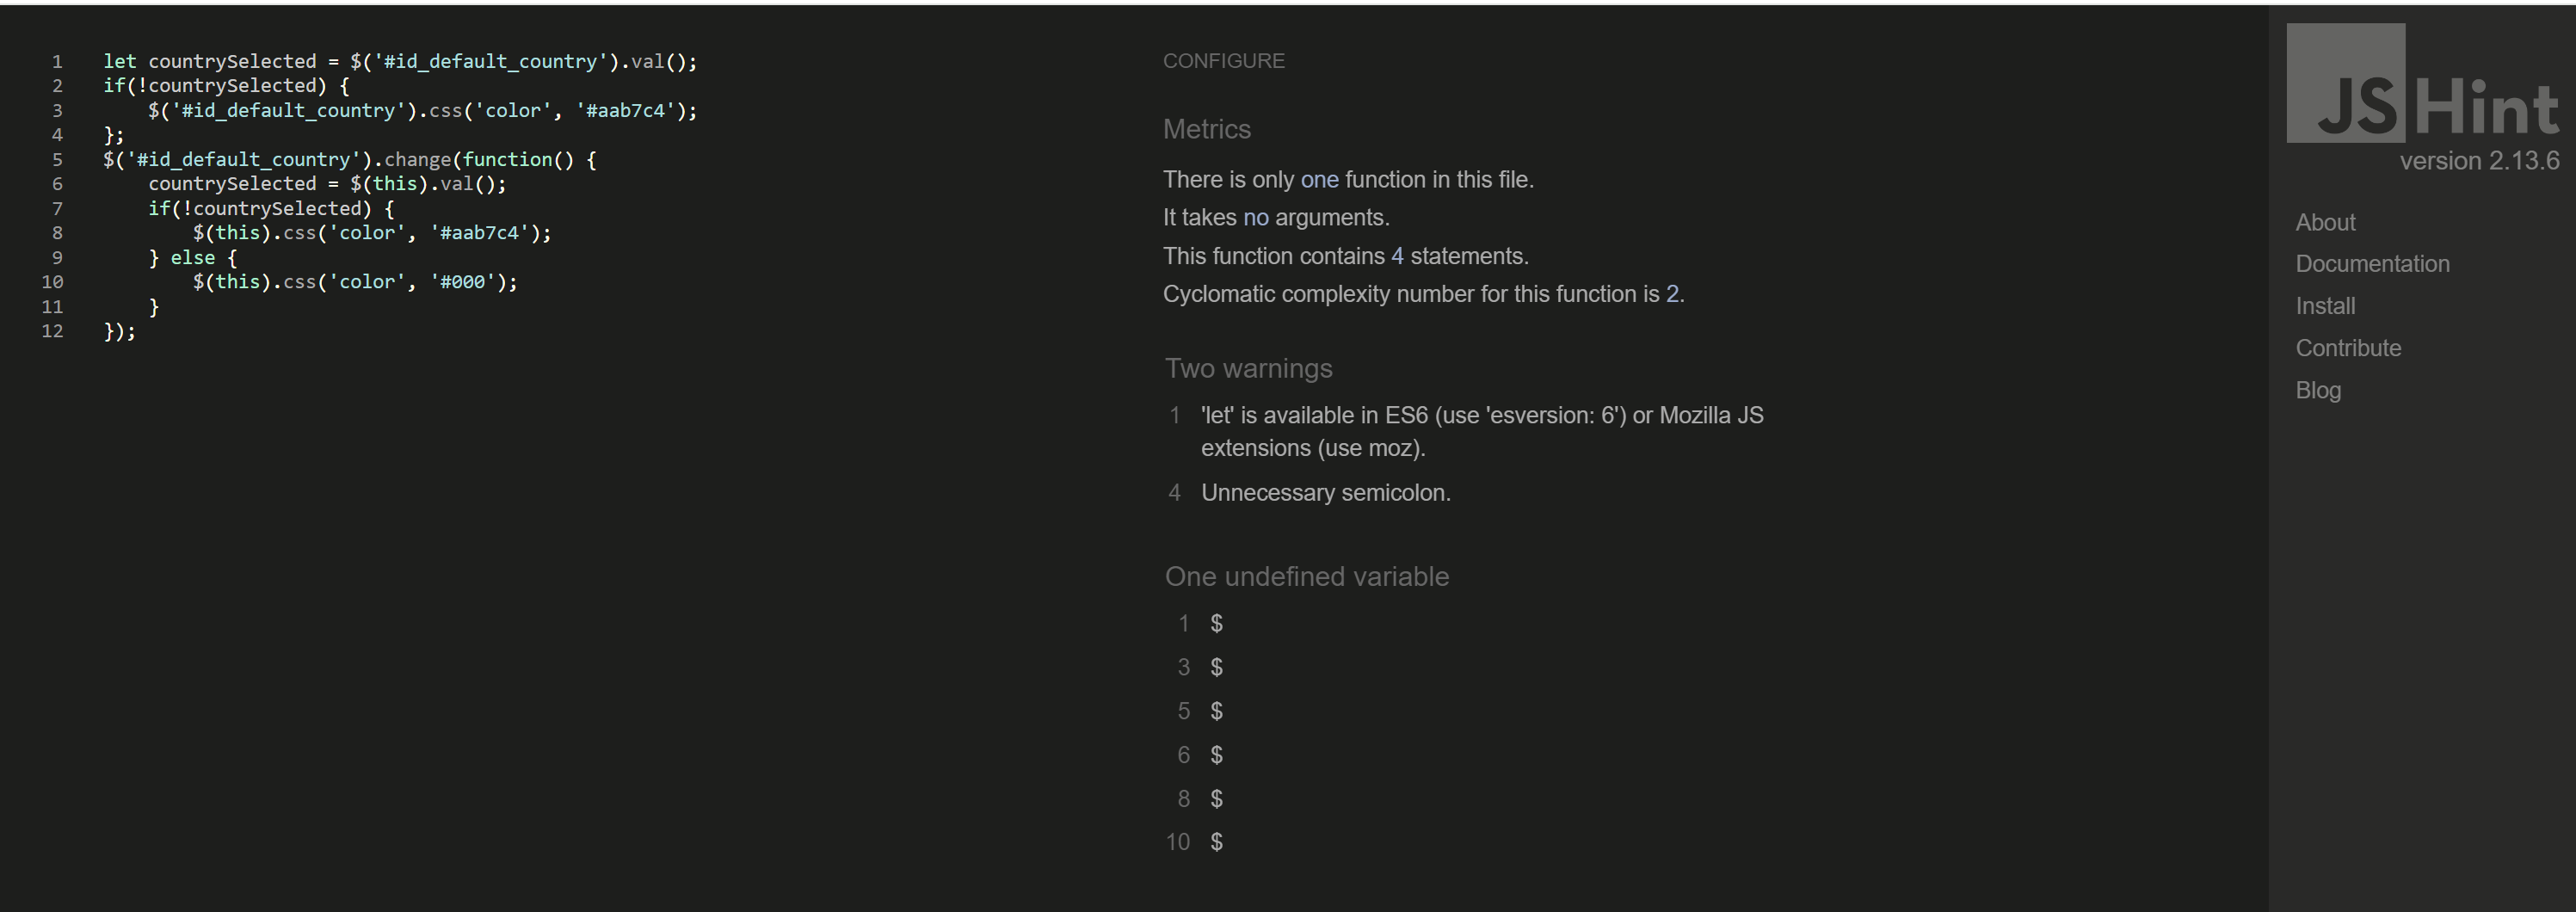 1 let countrySelected = $('#id_default_country').val();
2 if(!countrySelected) {
3     $('#id_default_country').css('color', '#aab7c4');
4 };
5 $('#id_default_country').change(function() {
6     countrySelected = $(this).val();
7     if(!countrySelected) {
8         $(this).css('color', '#aab7c4');
9     } else {
10         $(this).css('color', '#000');
11     }
12 });
CONFIGURE
Metrics
There is only one function in this file.
It takes no arguments.
This function contains 4 statements.
Cyclomatic complexity number for this function is 2.
Two warnings
1 'let' is available in ES6 (use 'esversion: 6') or Mozilla JS
extensions (use moz).
4 Unnecessary semicolon.
One undefined variable
1 $
3 $
5 $
6 $
8 $
10 $
JSHint
version 2.13.6
About
Documentation
Install
Contribute
Blog